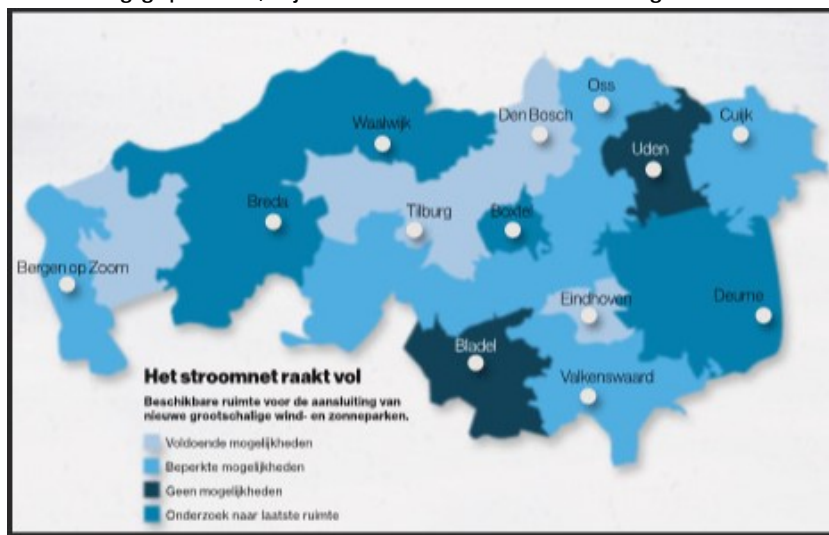 Oss
Den Bosch
Cuijk
Waalwijk
Uden
Breda
Tilburg
Boxtel
Bergen op Zoom
Eindhoven
Deurne
Bladel
Valkenswaard
Het stroomnet raakt vol
Beschikbare ruimte voor de aansluiting van
nieuwe grootschalige wind- en zonneparken.
Voldoende mogelijkheden
Beperkte mogelijkheden
Geen mogelijkheden
Onderzoek naar laatste ruimte